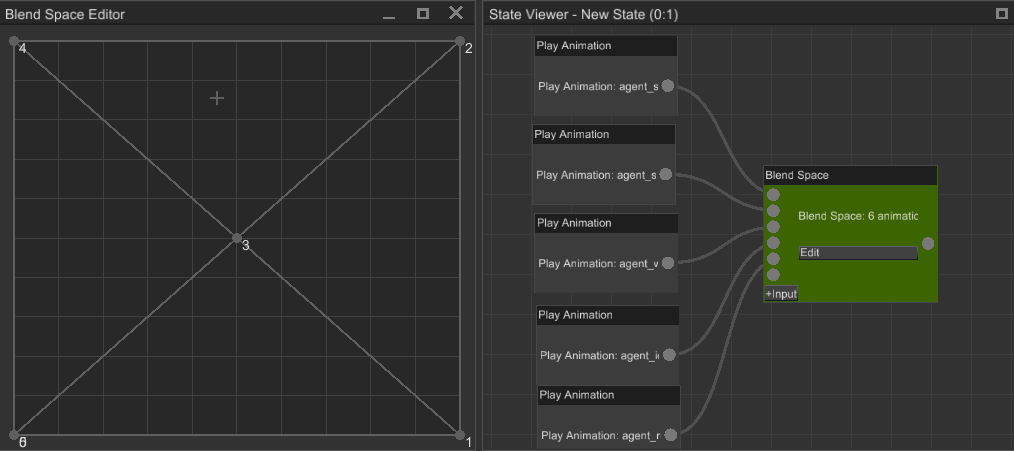 Blend Space Editor
4
2
3
1
State Viewer - New State (0:1)
Play Animation
Play Animation: agent_s
Play Animation
Play Animation: agent_s
Play Animation
Play Animation: agent_v
Play Animation
Play Animation: agent_i
Play Animation
Play Animation: agent_r
Blend Space
Blend Space: 6 animatic
Edit
+Input